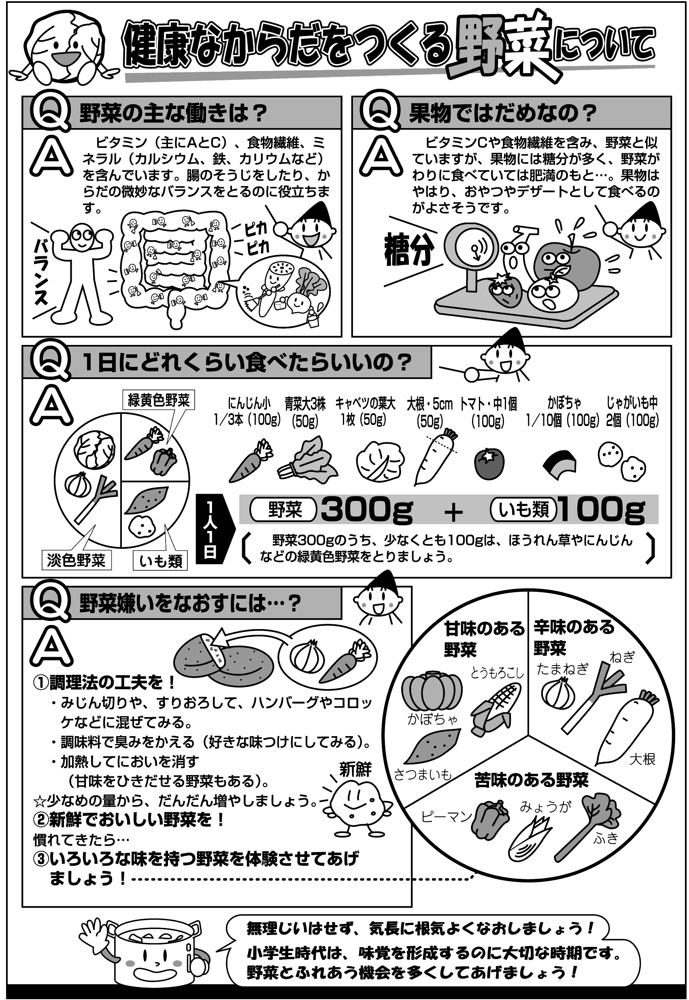 健康なからだをつくる野菜について
Q 野菜の主な働きは？
A ビタミン（主にAとC）、食物繊維、ミ
ネラル（カルシウム、鉄、カリウムなど）
を含んでいます。腸のそうじをしたり、か
らだの微妙なバランスをとるのに役立ちま
す。
バランス
ピカ
ピカ
Q 果物ではだめなの？
A ビタミンCや食物繊維を含み、野菜と似
ていますが、果物には糖分が多く、野菜が
わりに食べていては肥満のもと…。果物は
やはり、おやつやデザートとして食べるの
がよさそうです。
糖分
Q 1日にどれくらい食べたらいいの？
A
緑黄色野菜
淡色野菜
いも類
にんじん小
1／3本（100g）
青菜大3株
（50g）
キャベツの葉大
1枚（50g）
大根・5cm
（50g）
トマト・中1個
（100g）
かぼちゃ
1／10個（100g）
じゃがいも中
2個（100g）
1人1日
野菜 300g ＋ いも類 100g
（野菜300gのうち、少なくとも100gは、ほうれん草やにんじん
などの緑黄色野菜をとりましょう。）
Q 野菜嫌いをなおすには…？
A
①調理法の工夫を！
・みじん切りや、すりおろして、ハンバーグやコロッ
ケなどに混ぜてみる。
・調味料で臭みをかえる（好きな味つけにしてみる）。
・加熱してにおいを消す
（甘味をひきだせる野菜もある）。
☆少なめの量から、だんだん増やしましょう。
②新鮮でおいしい野菜を！
慣れてきたら…
③いろいろな味を持つ野菜を体験させてあげ
ましょう！
新鮮
甘味のある
野菜
とうもろこし
かぼちゃ
さつまいも
辛味のある
野菜
たまねぎ
ねぎ
大根
苦味のある野菜
ピーマン
みょうが
ふき
無理じいはせず、気長に根気よくなおしましょう！
小学生時代は、味覚を形成するのに大切な時期です。
野菜とふれあう機会を多くしてあげましょう！